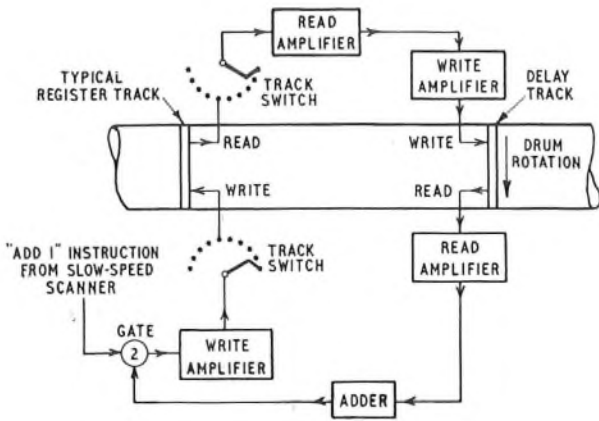 READ
AMPLIFIER
TYPICAL
REGISTER TRACK
TRACK
SWITCH
WRITE
AMPLIFIER
DELAY
TRACK
READ
WRITE
DRUM
ROTATION
WRITE
READ
"ADD 1" INSTRUCTION
FROM SLOW-SPEED
SCANNER
TRACK
SWITCH
READ
AMPLIFIER
GATE
2
WRITE
AMPLIFIER
ADDER